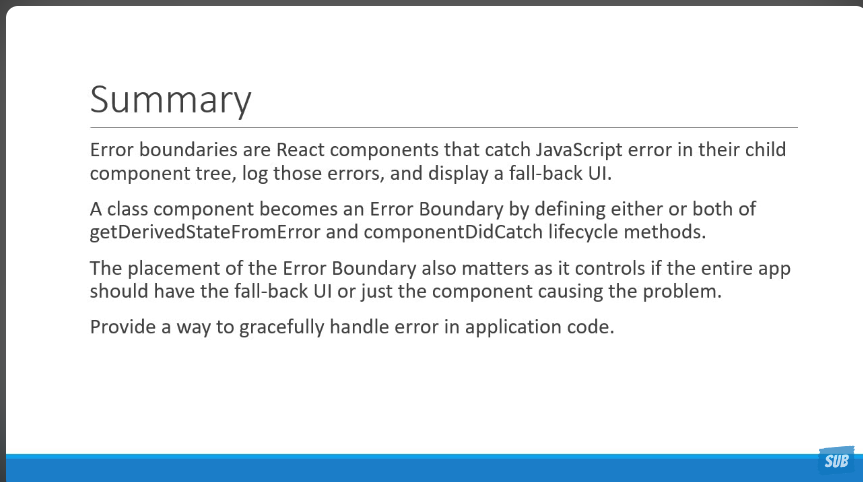 Summary
Error boundaries are React components that catch JavaScript error in their child
component tree, log those errors, and display a fall-back UI.
A class component becomes an Error Boundary by defining either or both of
getDerivedStateFromError and componentDidCatch lifecycle methods.
The placement of the Error Boundary also matters as it controls if the entire app
should have the fall-back UI or just the component causing the problem.
Provide a way to gracefully handle error in application code.
SUB